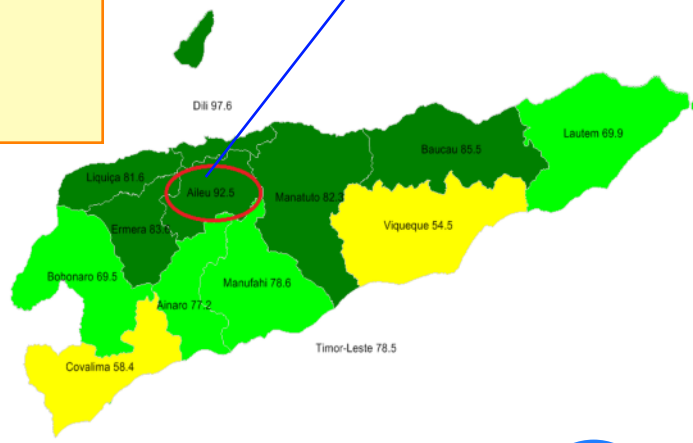 Dili 97.6
Lautem 69.9
Baucau 85.5
Liquiça 81.6
Aileu 92.5
Manatuto 82.3
Ermera 83.6
Viqueque 54.5
Bobonaro 69.5
Manufahi 78.6
Ainaro 77.2
Timor-Leste 78.5
Covalima 58.4